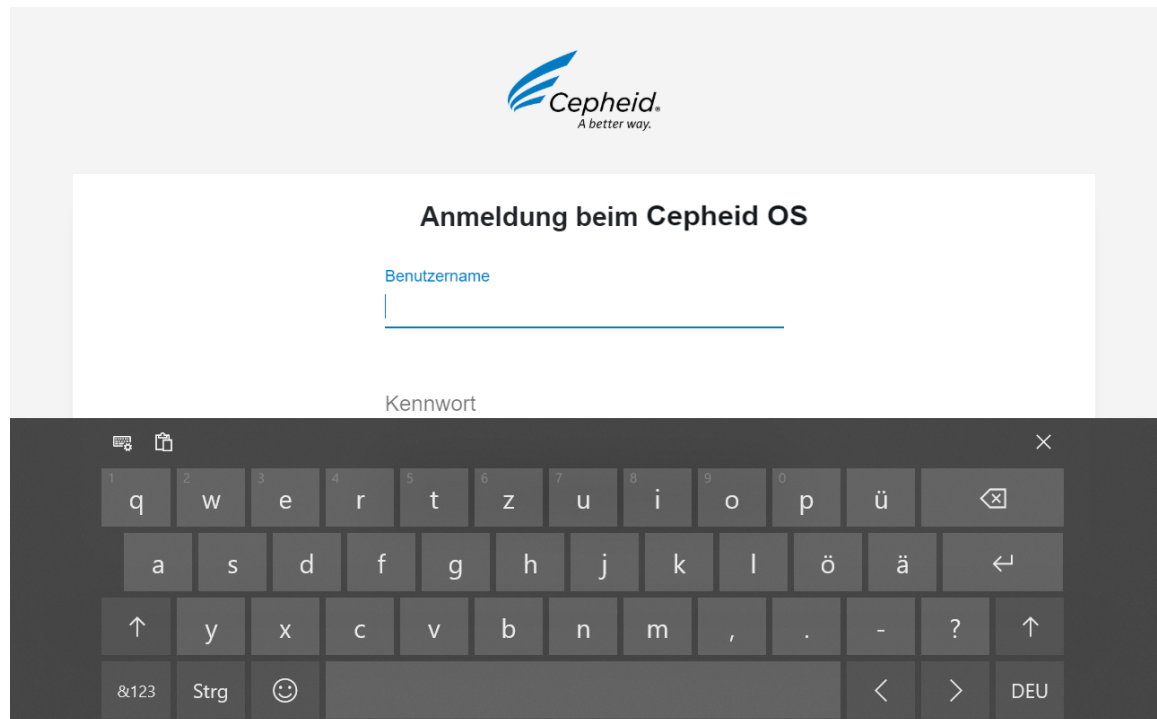 Cepheid®
A better way.
Anmeldung beim Cepheid OS
Benutzername
Kennwort
1 2 3 4 5 6 7 8 9 0
q w e r t z u i o p ü
a s d f g h j k l ö ä
y x c v b n m , . - ?
&123 Strg DEU